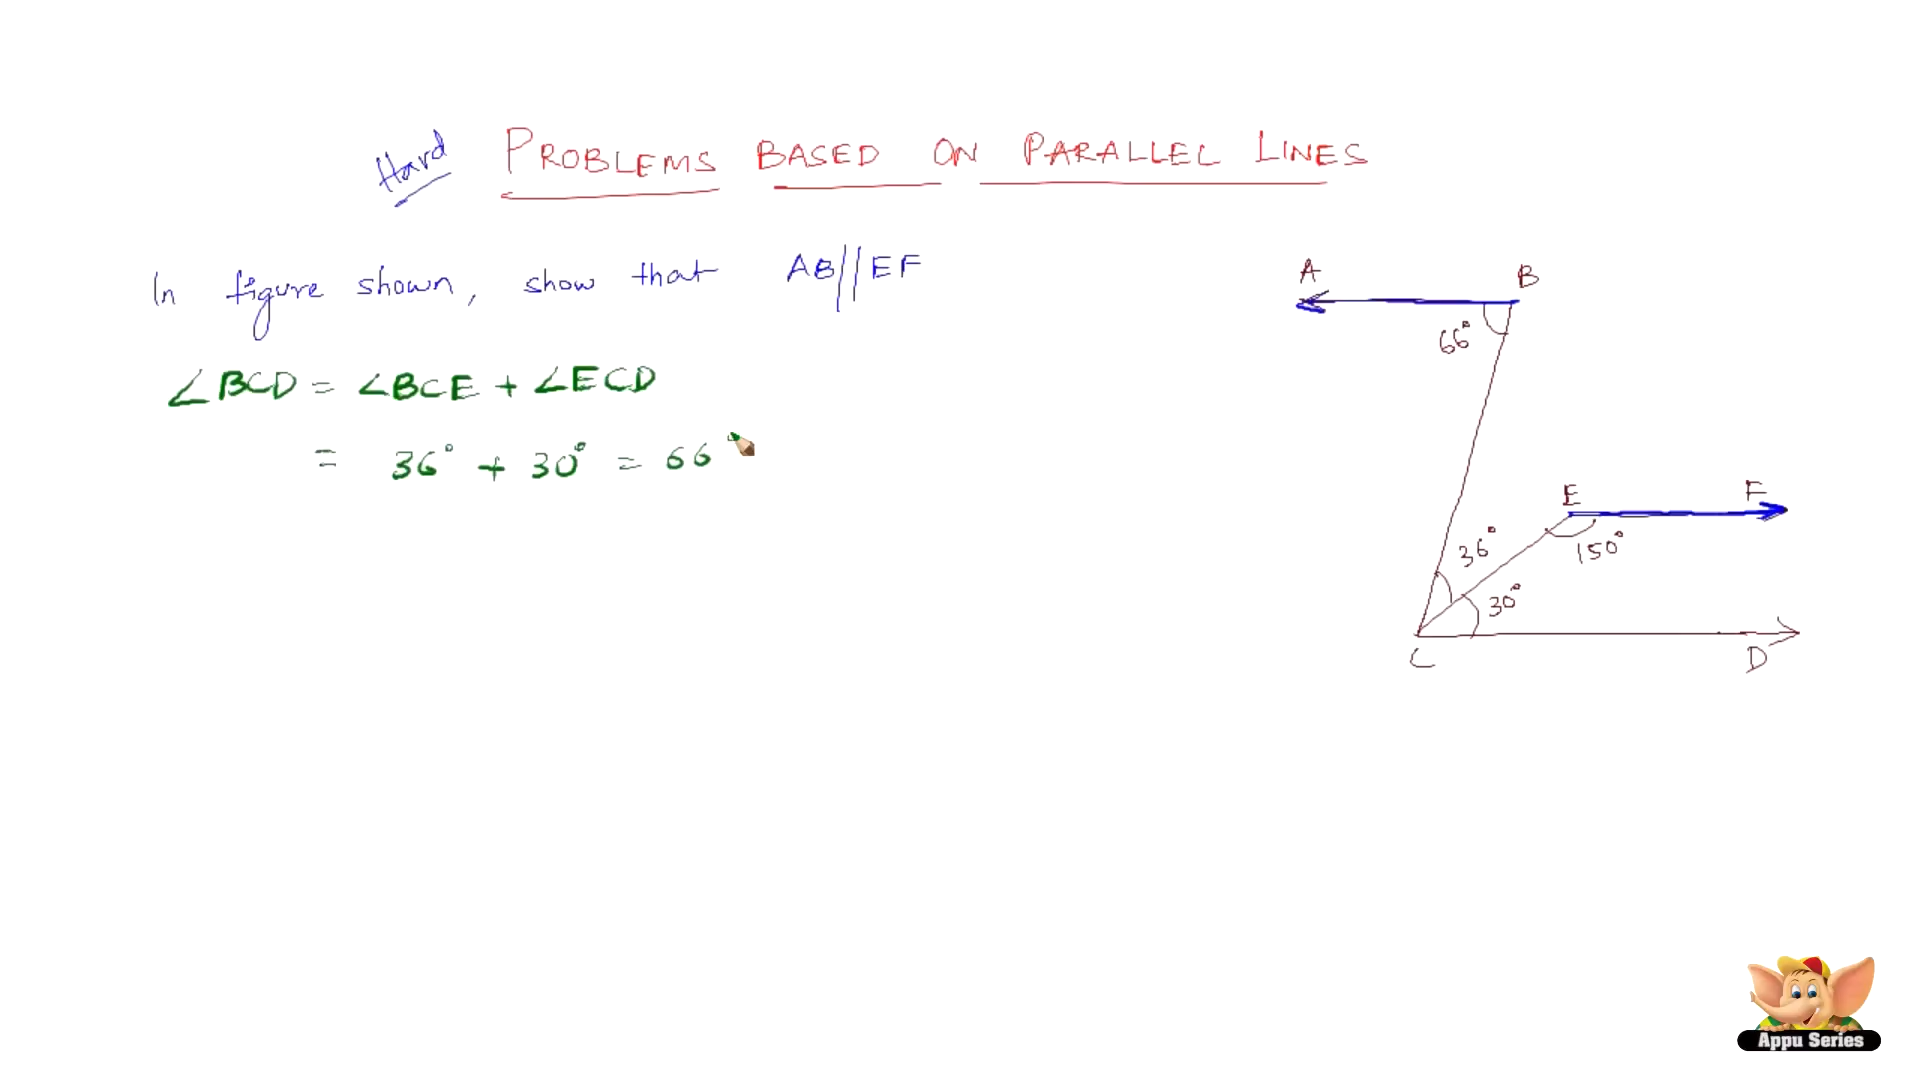 Hard PROBLEMS BASED ON PARALLEL LINES
In figure shown, show that AB//EF
∠BCD = ∠BCE + ∠ECD
= 36° + 30° = 66
A
B
66°
E
F
36°
150°
30°
C
D
Appu Series